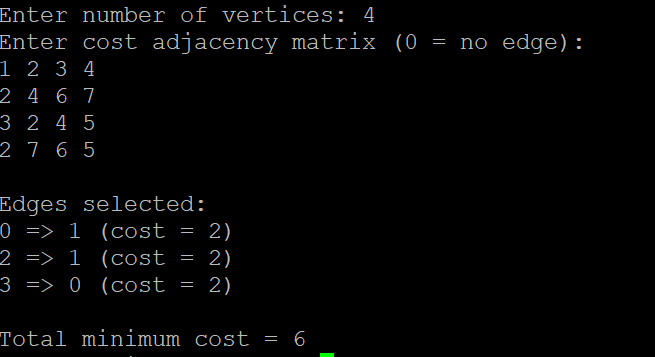 Enter number of vertices: 4
Enter cost adjacency matrix (0 = no edge):
1 2 3 4
2 4 6 7
3 2 4 5
2 7 6 5
Edges selected:
0 => 1 (cost = 2)
2 => 1 (cost = 2)
3 => 0 (cost = 2)
Total minimum cost = 6